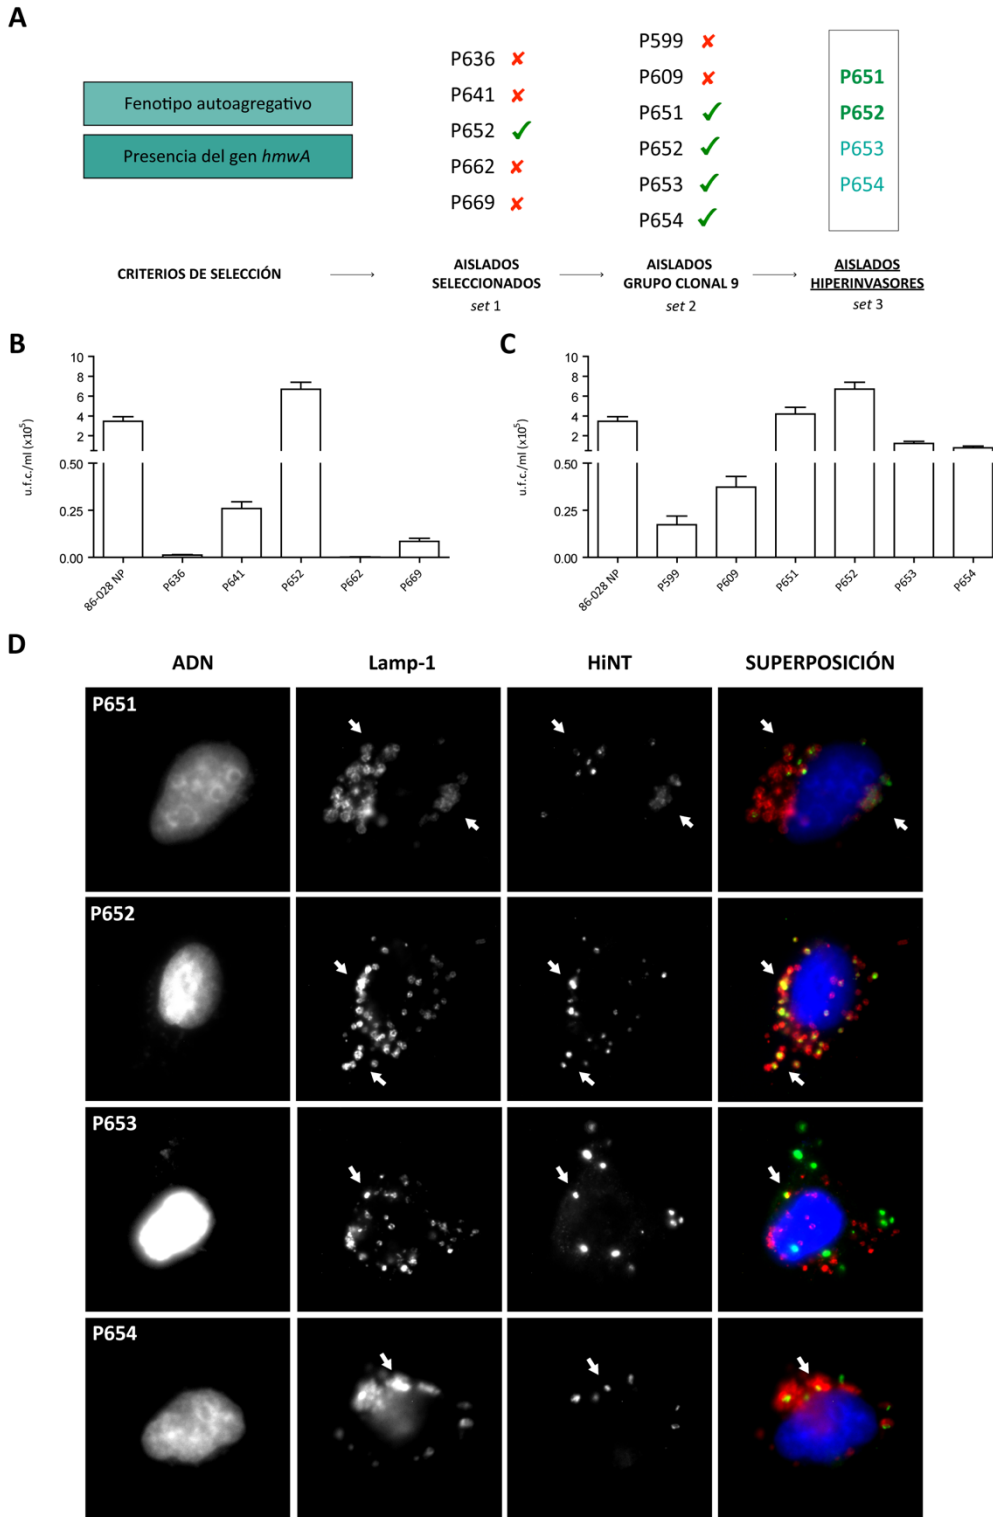 A
Fenotipo autoagregativo
Presencia del gen hmwA
P636 ✘
P641 ✘
P652 ✓
P662 ✘
P669 ✘
P599 ✘
P609 ✘
P651 ✓
P652 ✓
P653 ✓
P654 ✓
P651
P652
P653
P654
CRITERIOS DE SELECCIÓN
AISLADOS
SELECCIONADOS
set 1
AISLADOS
GRUPO CLONAL 9
set 2
AISLADOS
HIPERINVASORES
set 3
B
u.f.c./ml (x10⁵)
10
8
6
4
2
0.50
0.25
0.00
86-028 NP
P636
P641
P652
P662
P669
C
u.f.c./ml (x10⁵)
10
8
6
4
2
0.50
0.25
0.00
86-028 NP
P599
P609
P651
P652
P653
P654
D
ADN Lamp-1 HiNT SUPERPOSICIÓN
P651
P652
P653
P654